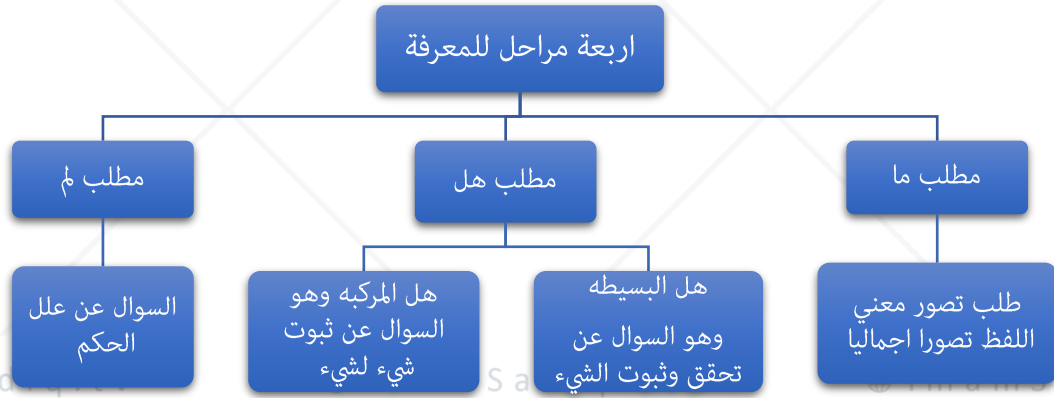 اربعة مراحل للمعرفة
مطلب ما
مطلب هل
مطلب لم
طلب تصور معني
اللفظ تصورا اجماليا
هل البسيطه
وهو السوال عن
تحقق وثبوت الشيء
هل المركبه وهو
السوال عن ثبوت
شيء لشيء
السوال عن علل
الحكم